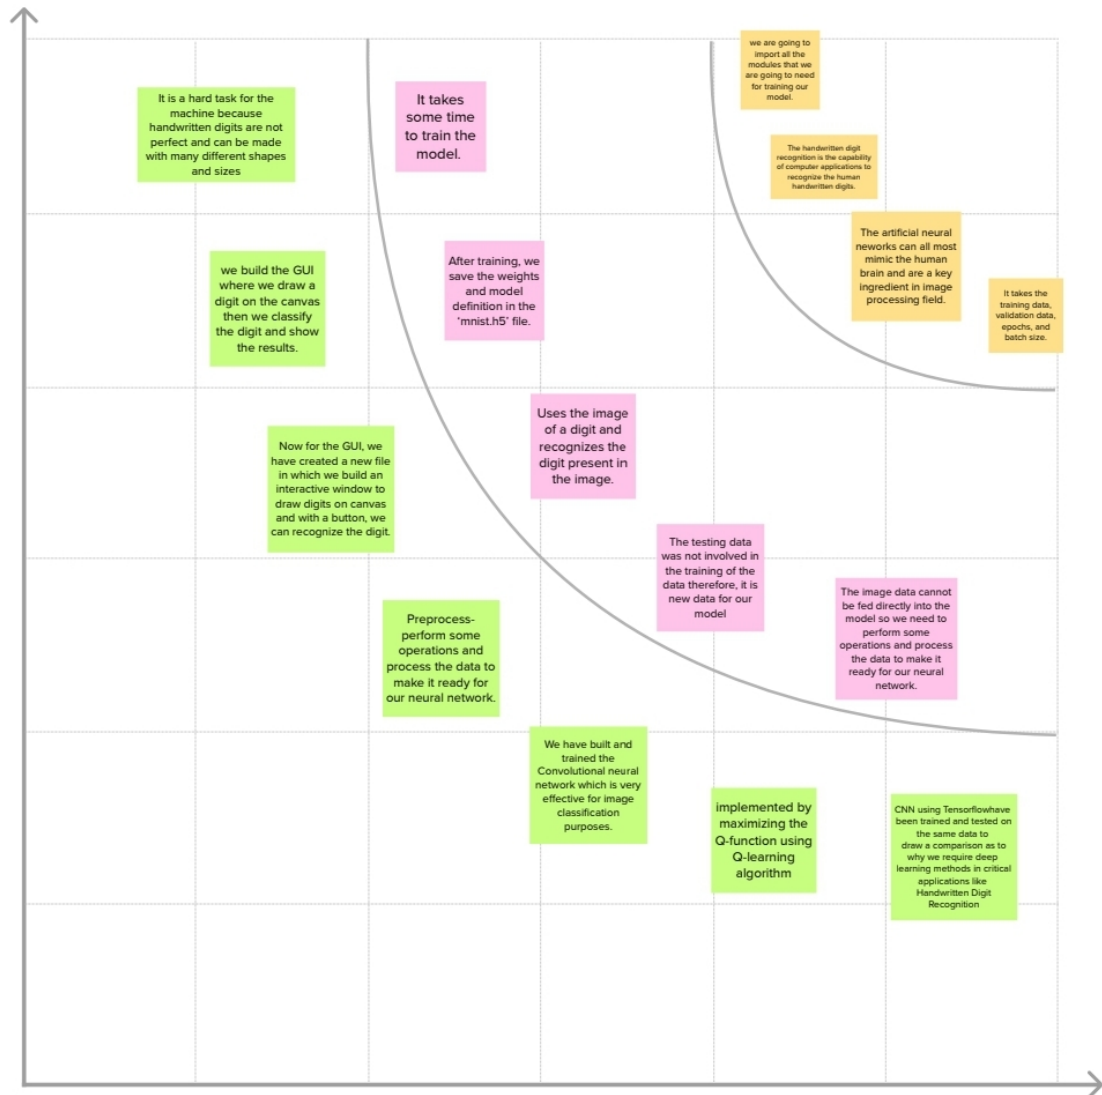 we are going to
import all the
modules that we
are going to need
for training our
model.
It is a hard task for the
machine because
handwritten digits are not
perfect and can be made
with many different shapes
and sizes
It takes
some time
to train the
model.
The handwritten digit
recognition is the capability
of computer applications to
recognize the human
handwritten digits.
The artificial neural
neworks can all most
mimic the human
brain and are a key
ingredient in image
processing field.
we build the GUI
where we draw a
digit on the canvas
then we classify
the digit and show
the results.
After training, we
save the weights
and model
definition in the
‘mnist.h5’ file.
It takes the
training data,
validation data,
epochs, and
batch size.
Uses the image
of a digit and
recognizes the
digit present in
the image.
Now for the GUI, we
have created a new file
in which we build an
interactive window to
draw digits on canvas
and with a button, we
can recognize the digit.
The testing data
was not involved in
the training of the
data therefore, it is
new data for our
model
The image data cannot
be fed directly into the
model so we need to
perform some
operations and process
the data to make it
ready for our neural
network.
Preprocess-
perform some
operations and
process the data to
make it ready for
our neural network.
We have built and
trained the
Convolutional neural
network which is very
effective for image
classification
purposes.
implemented by
maximizing the
Q-function using
Q-learning
algorithm
CNN using Tensorflowhave
been trained and tested on
the same data to
draw a comparison as to
why we require deep
learning methods in critical
applications like
Handwritten Digit
Recognition